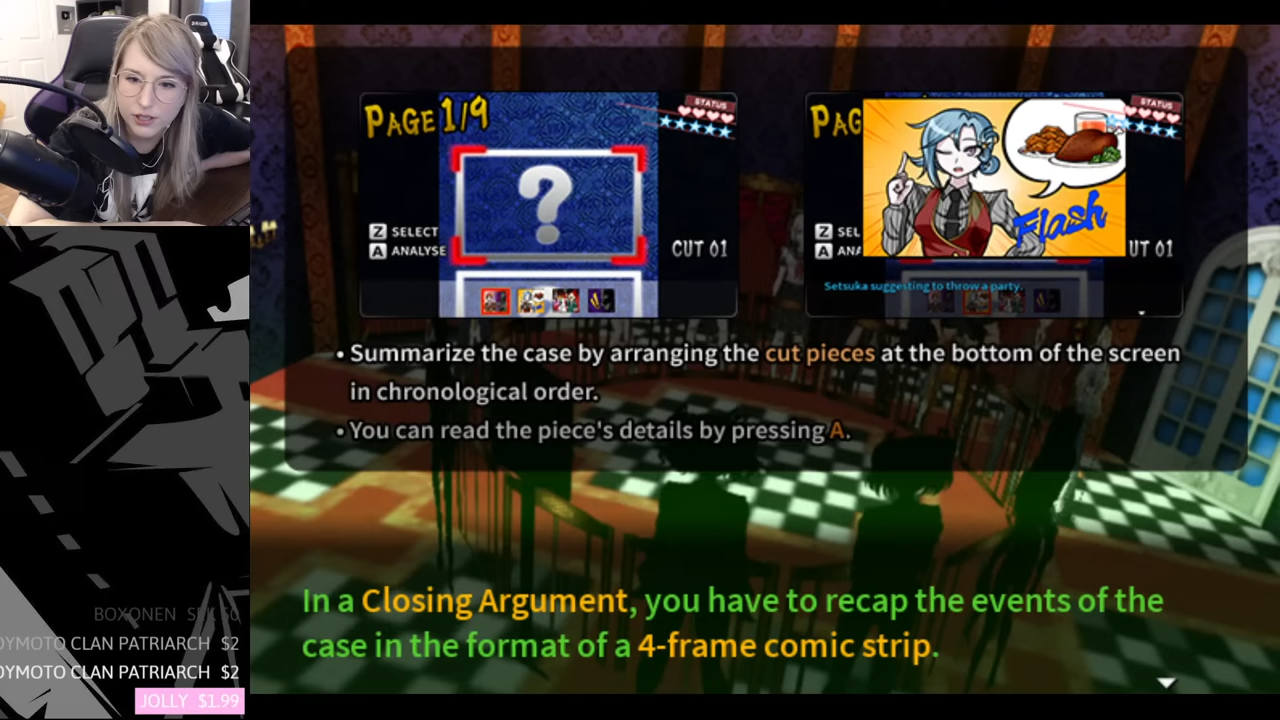 PAGE 1/9
STATUS
Z SELECT
A ANALYSE
CUT 01
PAG
STATUS
Flash
Z SEL
A ANA
UT 01
Setsuka suggesting to throw a party.
• Summarize the case by arranging the cut pieces at the bottom of the screen
in chronological order.
• You can read the piece's details by pressing A.
In a Closing Argument, you have to recap the events of the
case in the format of a 4-frame comic strip.
DYMOTO CLAN PATRIARCH $2
DYMOTO CLAN PATRIARCH $2
JOLLY $1.99